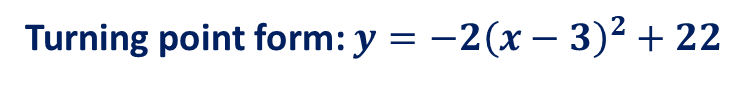 Turning point form: y = −2(x − 3)² + 22